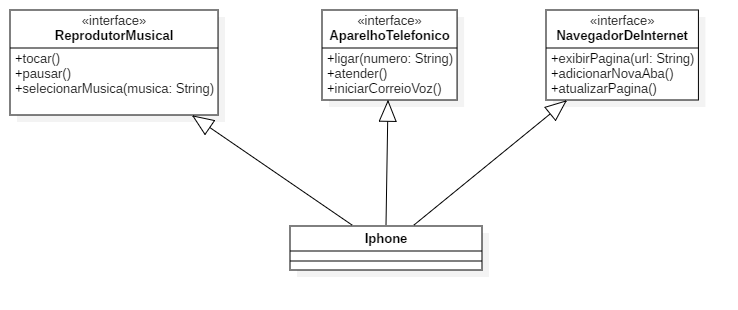 «interface»
ReprodutorMusical
+tocar()
+pausar()
+selecionarMusica(musica: String)
«interface»
AparelhoTelefonico
+ligar(numero: String)
+atender()
+iniciarCorreioVoz()
«interface»
NavegadorDeInternet
+exibirPagina(url: String)
+adicionarNovaAba()
+atualizarPagina()
Iphone